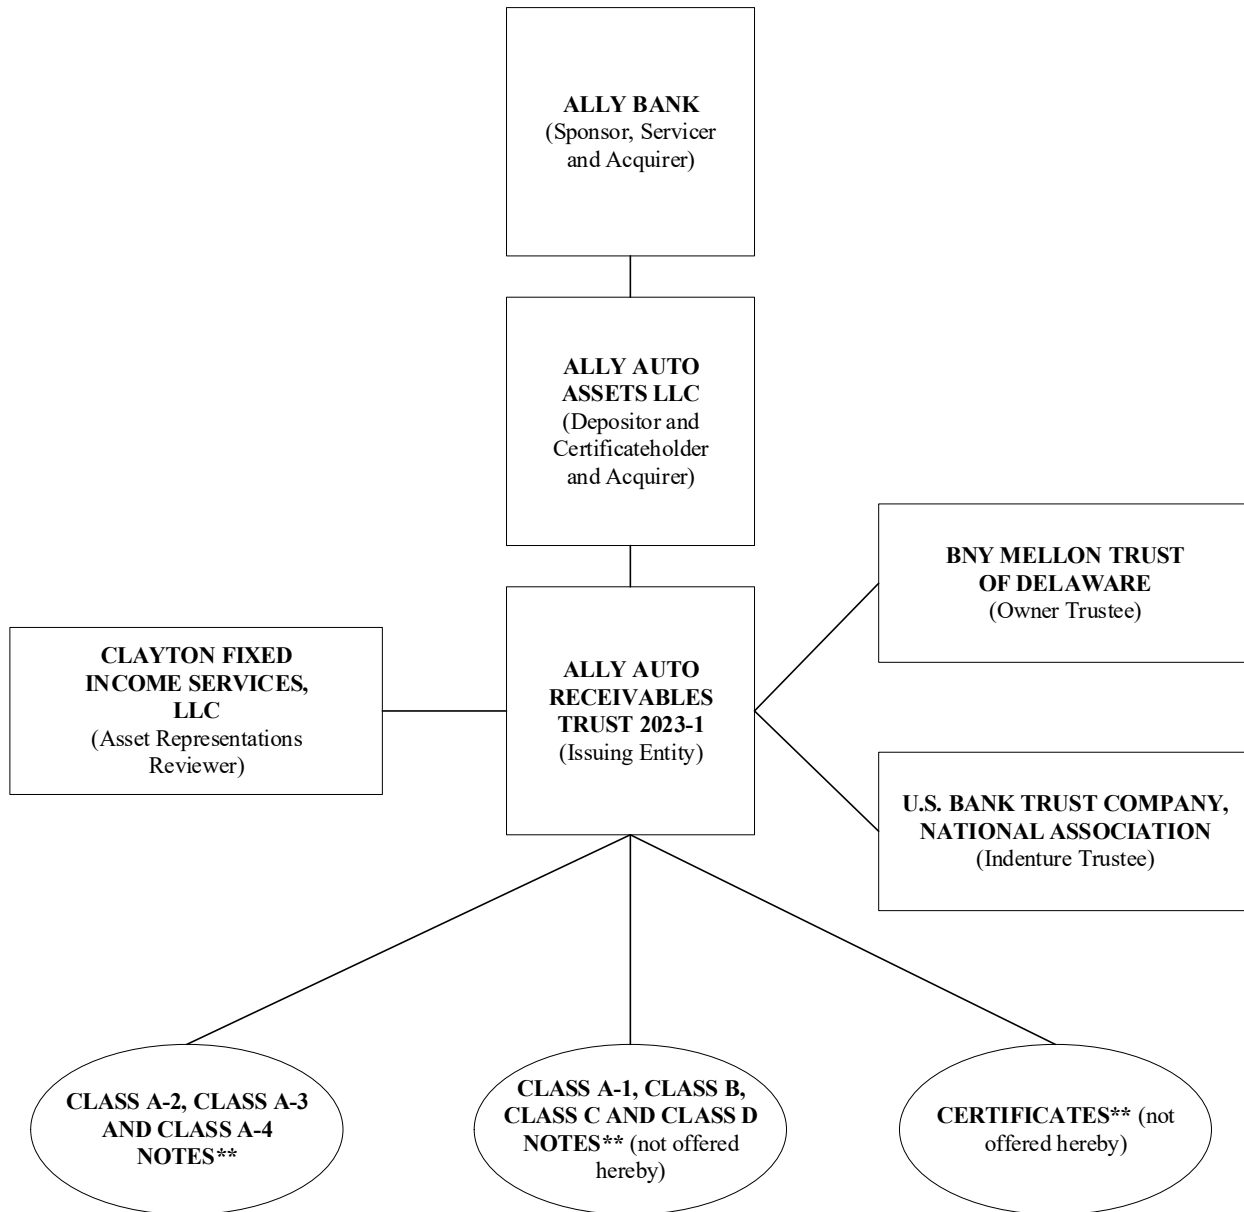 ALLY BANK
(Sponsor, Servicer
and Acquirer)
ALLY AUTO
ASSETS LLC
(Depositor and
Certificateholder
and Acquirer)
BNY MELLON TRUST
OF DELAWARE
(Owner Trustee)
CLAYTON FIXED
INCOME SERVICES,
LLC
(Asset Representations
Reviewer)
ALLY AUTO
RECEIVABLES
TRUST 2023-1
(Issuing Entity)
U.S. BANK TRUST COMPANY,
NATIONAL ASSOCIATION
(Indenture Trustee)
CLASS A-2, CLASS A-3
AND CLASS A-4
NOTES**
CLASS A-1, CLASS B,
CLASS C AND CLASS D
NOTES** (not offered
hereby)
CERTIFICATES** (not
offered hereby)